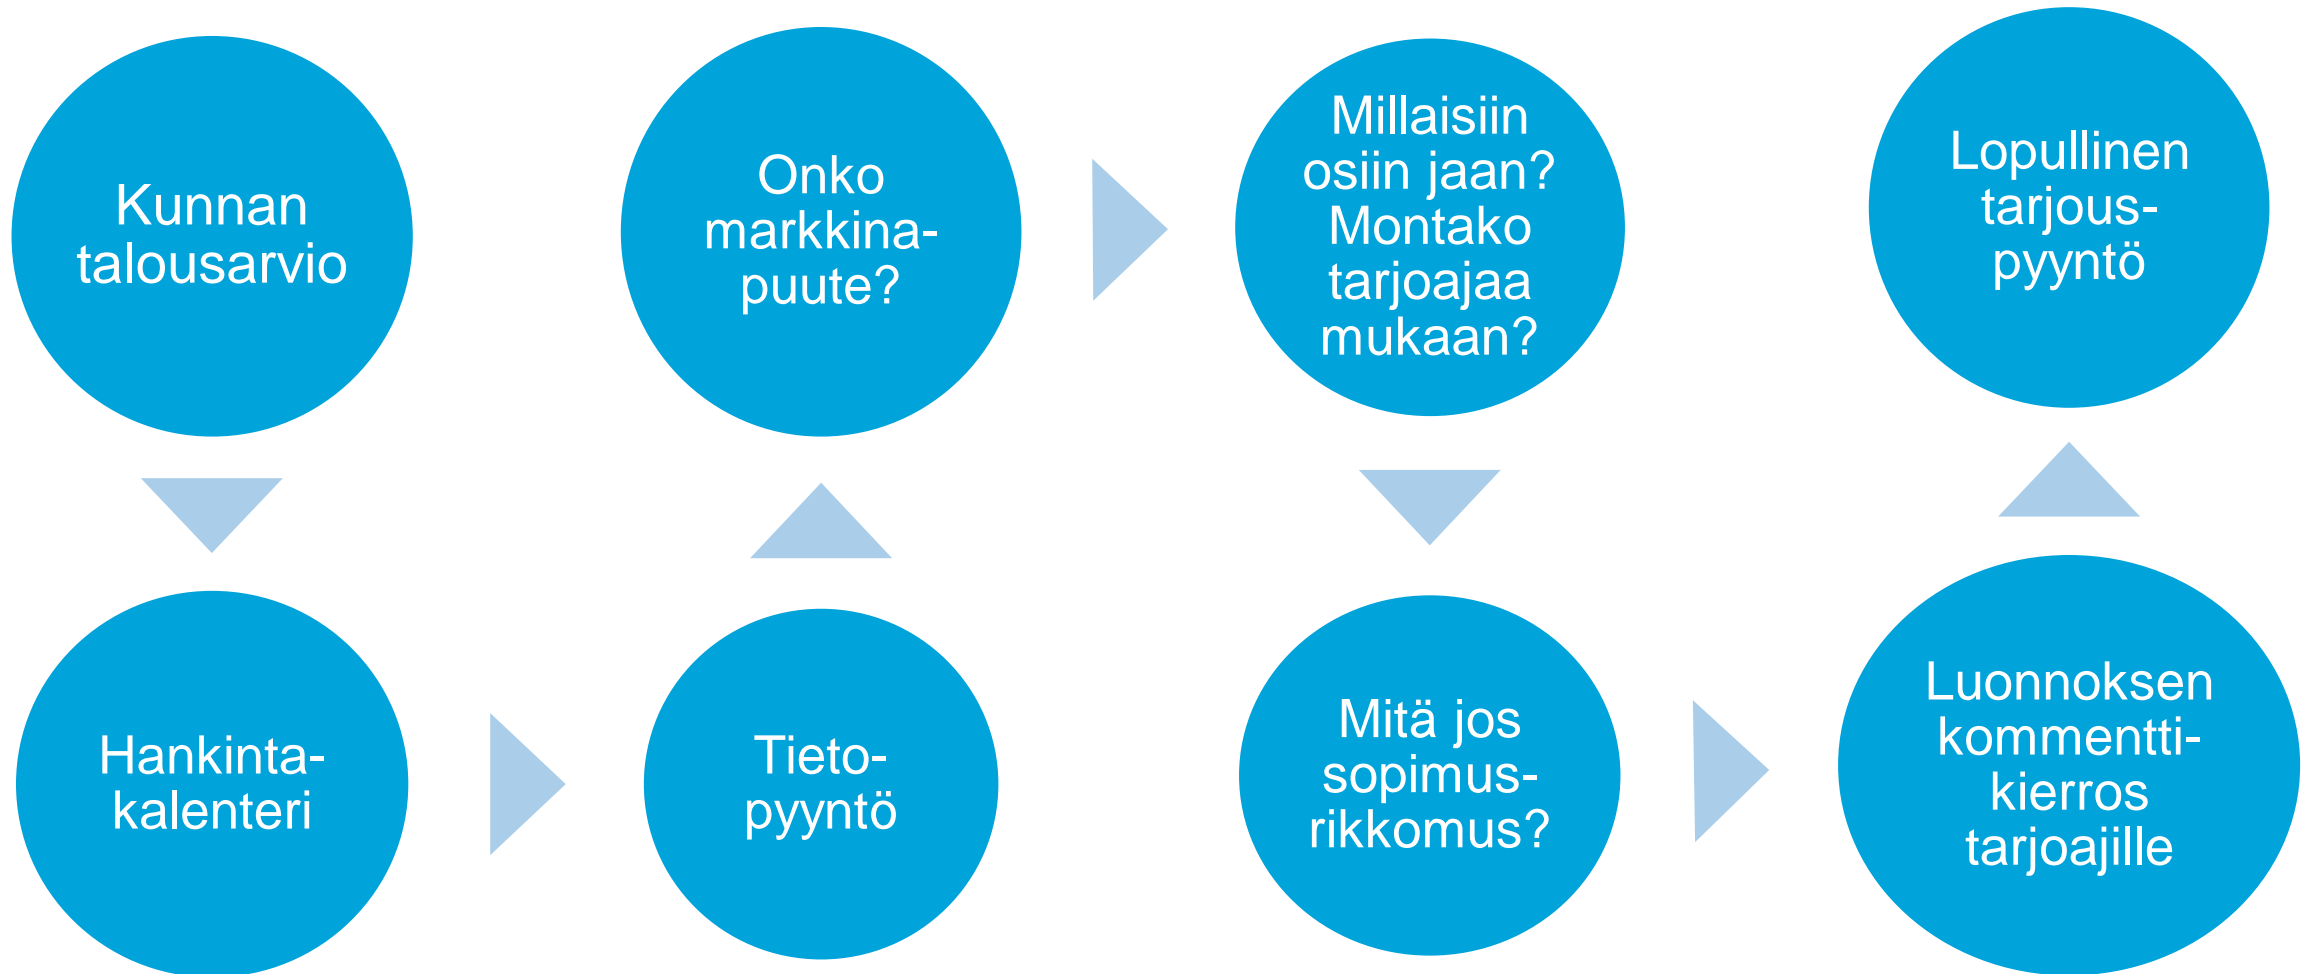 Kunnan
talousarvio
Hankinta-
kalenteri
Tieto-
pyyntö
Onko
markkina-
puute?
Millaisiin
osiin jaan?
Montako
tarjoajaa
mukaan?
Mitä jos
sopimus-
rikkomus?
Luonnoksen
kommentti-
kierros
tarjoajille
Lopullinen
tarjous-
pyyntö